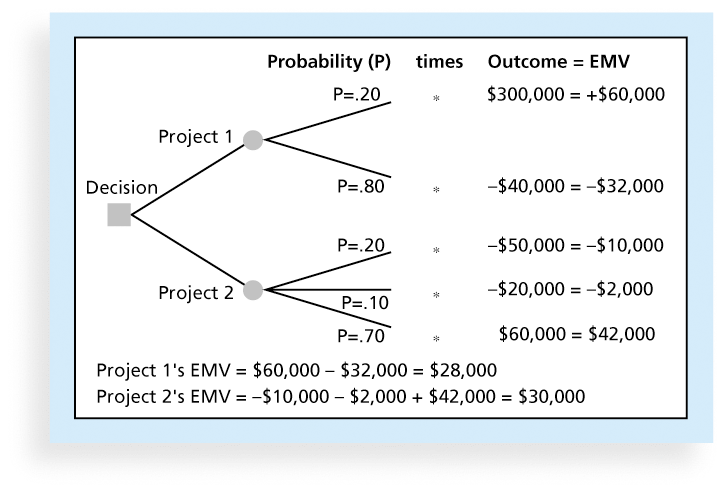 Probability (P) times Outcome = EMV
P=.20 * $300,000 = +$60,000
Project 1
P=.80 * –$40,000 = –$32,000
Decision
P=.20 * –$50,000 = –$10,000
Project 2
P=.10 * –$20,000 = –$2,000
P=.70 * $60,000 = $42,000
Project 1's EMV = $60,000 – $32,000 = $28,000
Project 2's EMV = –$10,000 – $2,000 + $42,000 = $30,000